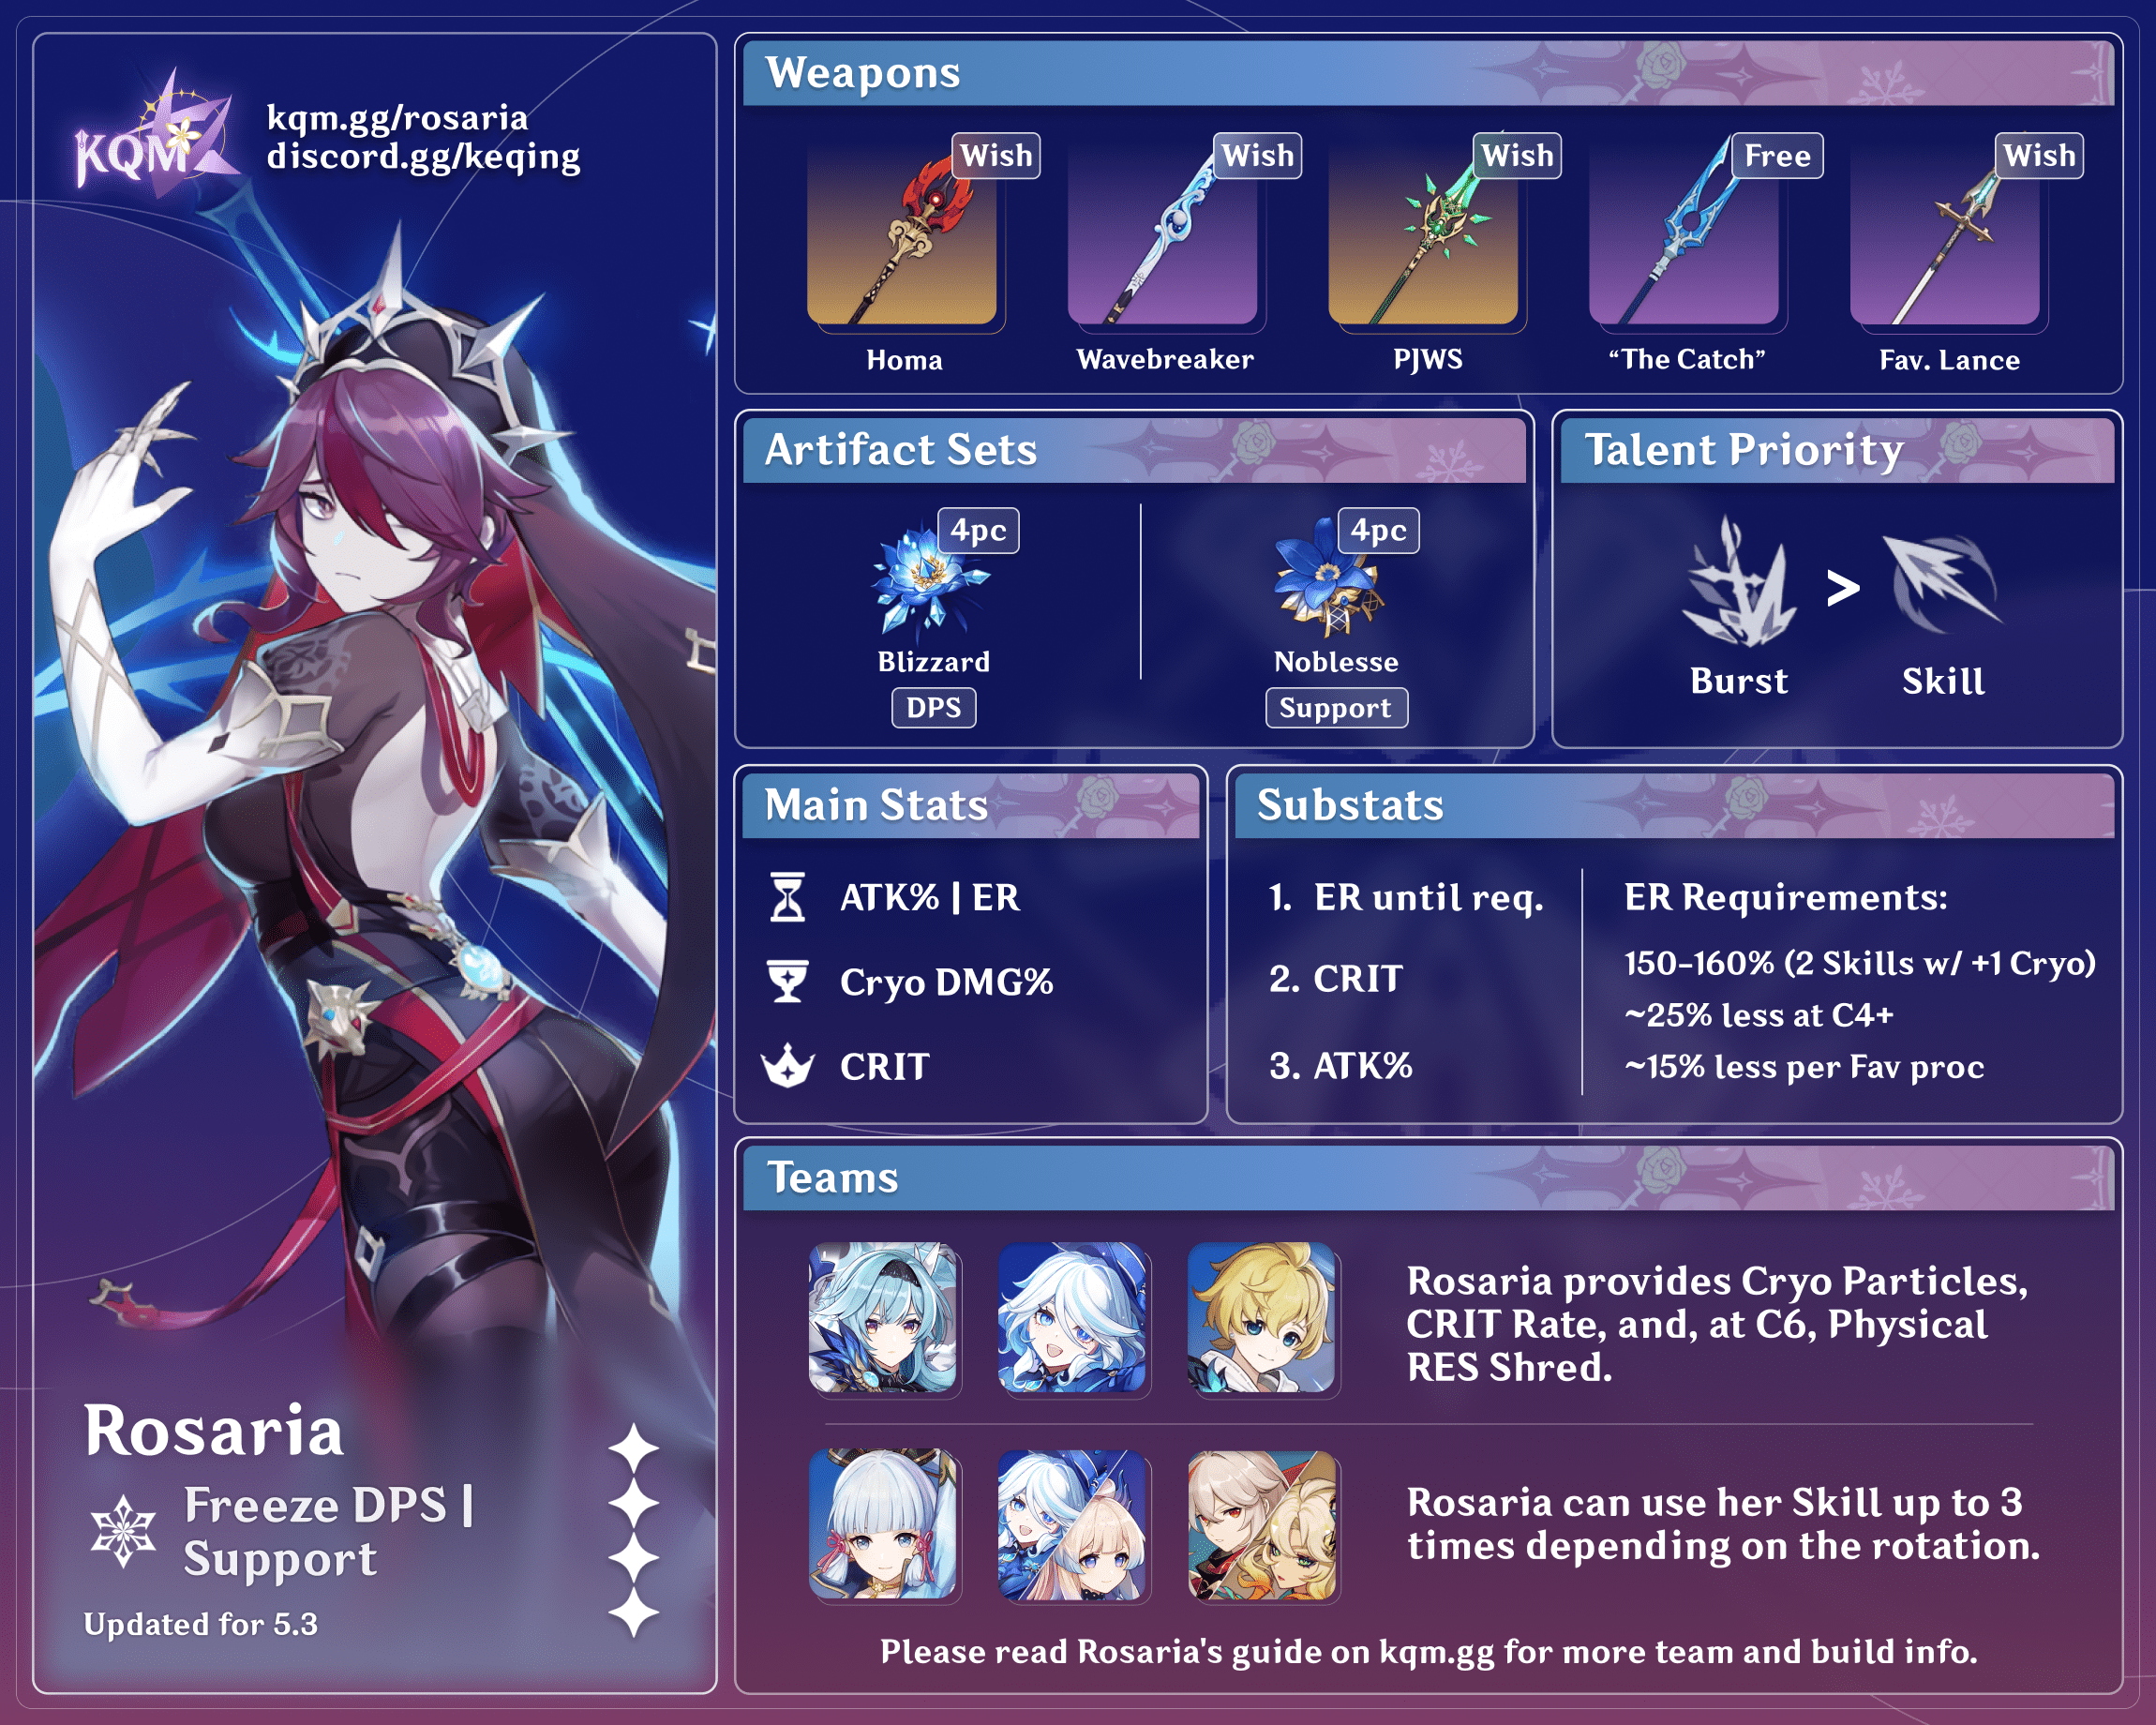 KQM
kqm.gg/rosaria
discord.gg/keqing
Rosaria
Freeze DPS |
Support
Updated for 5.3
Weapons
Wish
Wish
Wish
Free
Wish
Homa
Wavebreaker
PJWS
“The Catch”
Fav. Lance
Artifact Sets
4pc
4pc
Blizzard
Noblesse
DPS
Support
Talent Priority
>
Burst
Skill
Main Stats
ATK% | ER
Cryo DMG%
CRIT
Substats
1. ER until req.
2. CRIT
3. ATK%
ER Requirements:
150-160% (2 Skills w/ +1 Cryo)
~25% less at C4+
~15% less per Fav proc
Teams
Rosaria provides Cryo Particles,
CRIT Rate, and, at C6, Physical
RES Shred.
Rosaria can use her Skill up to 3
times depending on the rotation.
Please read Rosaria's guide on kqm.gg for more team and build info.